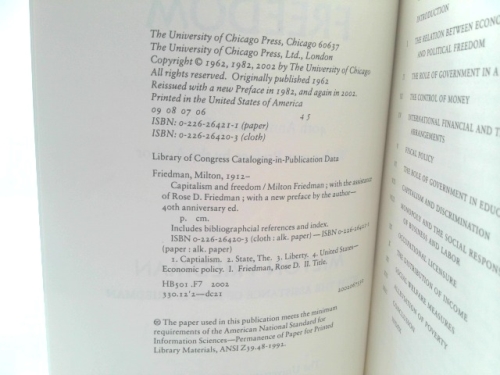 The University of Chicago Press, Chicago 60637
The University of Chicago Press, Ltd., London
Copyright © 1962, 1982, 2002 by The University of Chicago
All rights reserved. Originally published 1962
Reissued with a new Preface in 1982, and again in 2002.
Printed in the United States of America
09 08 07 06 4 5
ISBN: 0-226-26421-1 (paper)
ISBN: 0-226-26420-3 (cloth)
Library of Congress Cataloging-in-Publication Data
Friedman, Milton, 1912–
Capitalism and freedom / Milton Friedman ; with the assistance
of Rose D. Friedman ; with a new preface by the author—
40th anniversary ed.
p. cm.
Includes bibliographcial references and index.
ISBN 0-226-26420-3 (cloth : alk. paper) — ISBN 0-226-26421-1
(paper : alk. paper)
1. Captialism. 2. State, The. 3. Liberty. 4. United States—
Economic policy. I. Friedman, Rose D. II. Title.
HB501 .F7 2002
330.12'2—dc21
♾ The paper used in this publication meets the minimum
requirements of the American National Standard for
Information Sciences—Permanence of Paper for Printed
Library Materials, ANSI Z39.48-1992.
INTRODUCTION
I THE RELATION BETWEEN ECONO
AND POLITICAL FREEDOM
THE ROLE OF GOVERNMENT IN A
THE CONTROL OF MONEY
INTERNATIONAL FINANCIAL AND T
ARRANGEMENTS
FISCAL POLICY
THE ROLE OF GOVERNMENT IN EDUC
CAPITALISM AND DISCRIMINATION
MONOPOLY AND THE SOCIAL RESPONS
OF BUSINESS AND LABOR
OCCUPATIONAL LICENSURE
THE DISTRIBUTION OF INCOME
SOCIAL WELFARE MEASURES
ALLEVIATION OF POVERTY
CONCLUSION
INDEX